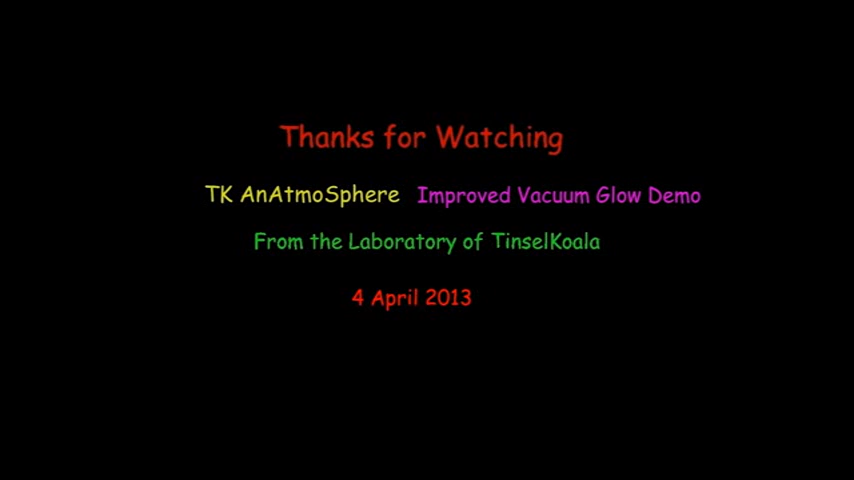 Thanks for Watching
TK AnAtmoSphere Improved Vacuum Glow Demo
From the Laboratory of TinselKoala
4 April 2013